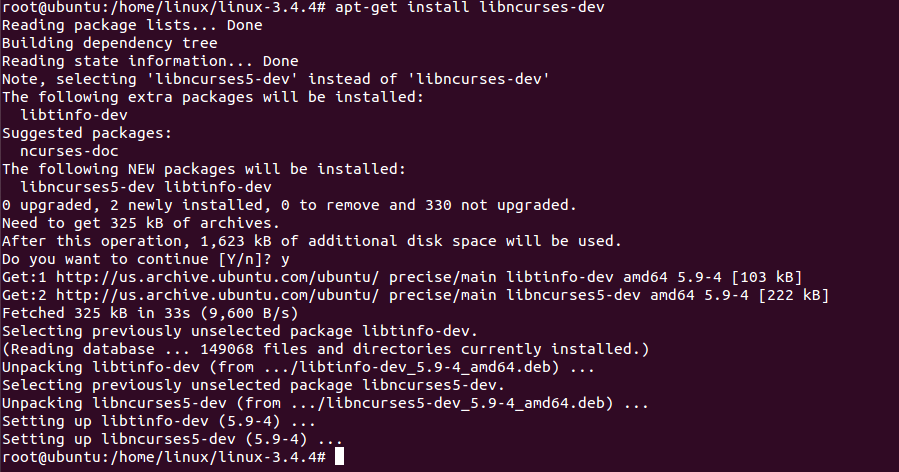 root@ubuntu:/home/linux/linux-3.4.4# apt-get install libncurses-dev
Reading package lists... Done
Building dependency tree
Reading state information... Done
Note, selecting 'libncurses5-dev' instead of 'libncurses-dev'
The following extra packages will be installed:
  libtinfo-dev
Suggested packages:
  ncurses-doc
The following NEW packages will be installed:
  libncurses5-dev libtinfo-dev
0 upgraded, 2 newly installed, 0 to remove and 330 not upgraded.
Need to get 325 kB of archives.
After this operation, 1,623 kB of additional disk space will be used.
Do you want to continue [Y/n]? y
Get:1 http://us.archive.ubuntu.com/ubuntu/ precise/main libtinfo-dev amd64 5.9-4 [103 kB]
Get:2 http://us.archive.ubuntu.com/ubuntu/ precise/main libncurses5-dev amd64 5.9-4 [222 kB]
Fetched 325 kB in 33s (9,600 B/s)
Selecting previously unselected package libtinfo-dev.
(Reading database ... 149068 files and directories currently installed.)
Unpacking libtinfo-dev (from .../libtinfo-dev_5.9-4_amd64.deb) ...
Selecting previously unselected package libncurses5-dev.
Unpacking libncurses5-dev (from .../libncurses5-dev_5.9-4_amd64.deb) ...
Setting up libtinfo-dev (5.9-4) ...
Setting up libncurses5-dev (5.9-4) ...
root@ubuntu:/home/linux/linux-3.4.4#